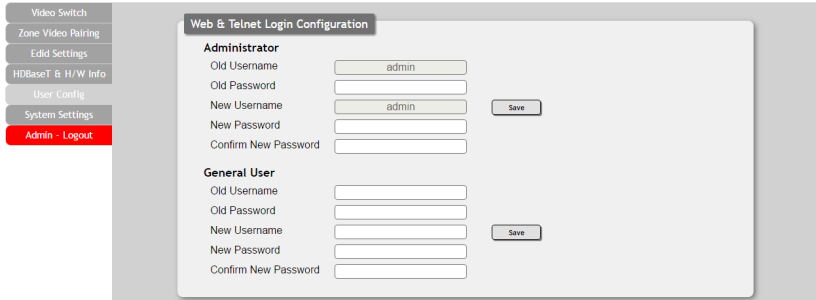 Video Switch
Zone Video Pairing
Edid Settings
HDBaseT & H/W Info
User Config
System Settings
Admin - Logout
Web & Telnet Login Configuration
Administrator
Old Username admin
Old Password
New Username admin Save
New Password
Confirm New Password
General User
Old Username
Old Password
New Username Save
New Password
Confirm New Password